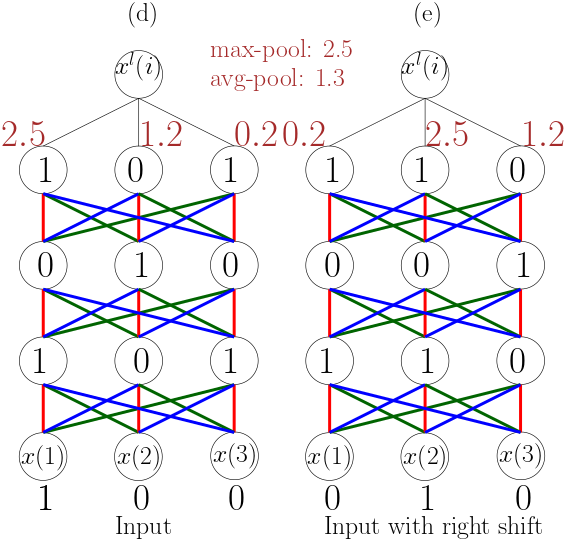 (d) (e)
x^l(i) max-pool: 2.5 x^l(i)
avg-pool: 1.3
2.5 1.2 0.2 0.2 2.5 1.2
1 0 1 1 1 0
0 1 0 0 0 1
1 0 1 1 1 0
x(1) x(2) x(3) x(1) x(2) x(3)
1 0 0 0 1 0
Input Input with right shift